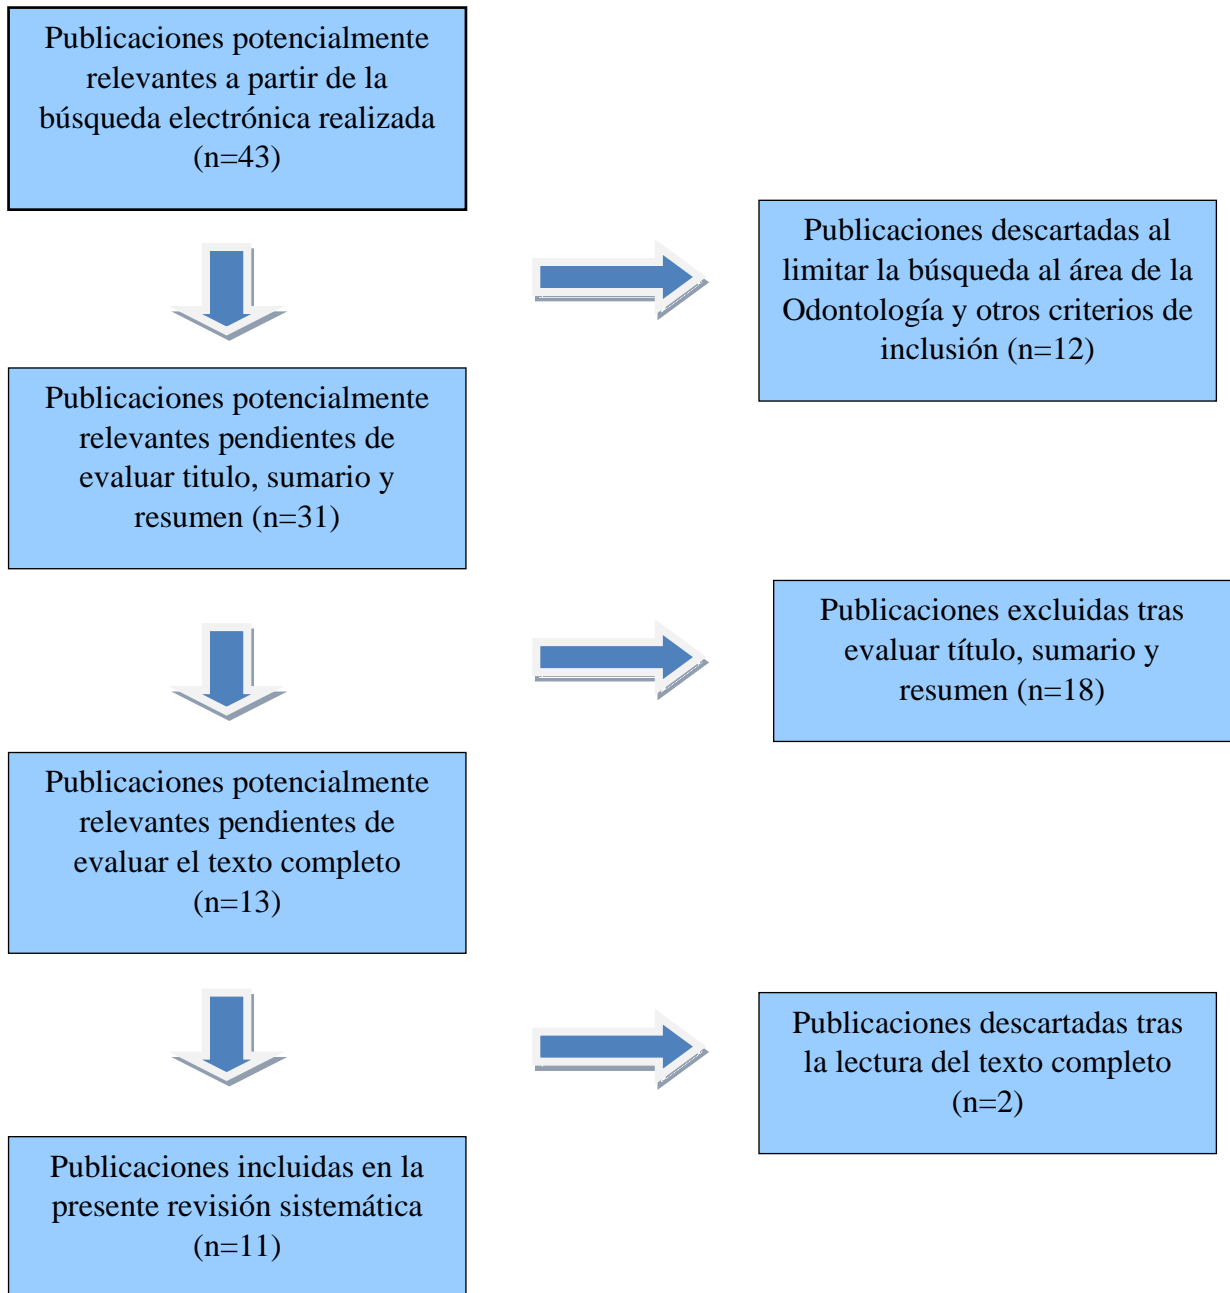 Publicaciones potencialmente
relevantes a partir de la
búsqueda electrónica realizada
(n=43)
Publicaciones descartadas al
limitar la búsqueda al área de la
Odontología y otros criterios de
inclusión (n=12)
Publicaciones potencialmente
relevantes pendientes de
evaluar titulo, sumario y
resumen (n=31)
Publicaciones excluidas tras
evaluar título, sumario y
resumen (n=18)
Publicaciones potencialmente
relevantes pendientes de
evaluar el texto completo
(n=13)
Publicaciones descartadas tras
la lectura del texto completo
(n=2)
Publicaciones incluidas en la
presente revisión sistemática
(n=11)